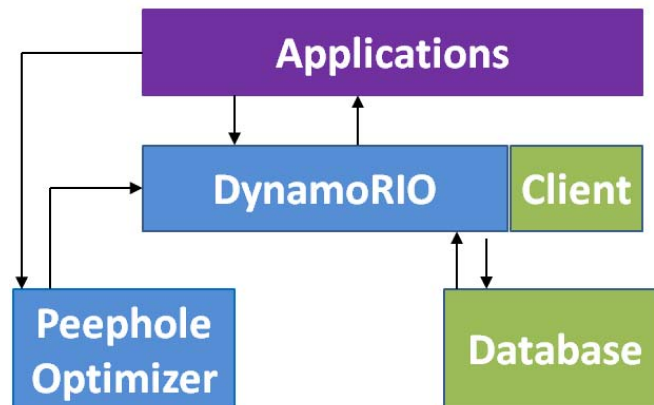 Applications
DynamoRIO
Client
Peephole
Optimizer
Database